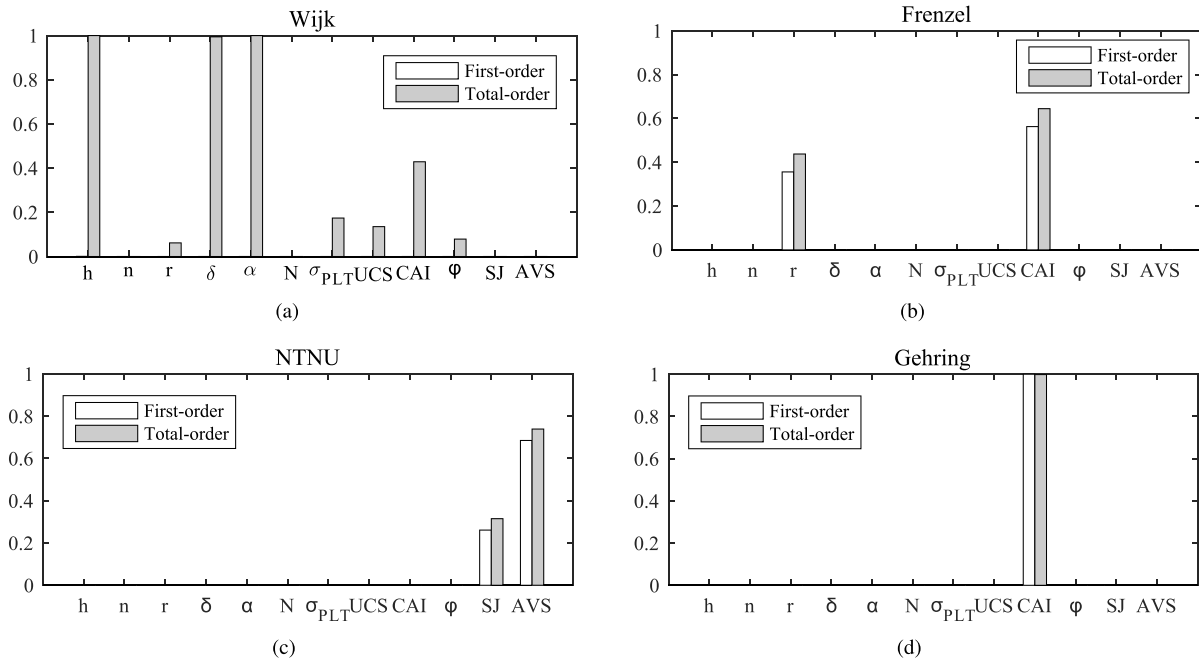 Wijk
1
0.8
0.6
0.4
0.2
0
First-order
Total-order
h n r δ α N σPLT UCS CAI φ SJ AVS
(a)
Frenzel
1
0.8
0.6
0.4
0.2
0
First-order
Total-order
h n r δ α N σPLT UCS CAI φ SJ AVS
(b)
NTNU
1
0.8
0.6
0.4
0.2
0
First-order
Total-order
h n r δ α N σPLT UCS CAI φ SJ AVS
(c)
Gehring
1
0.8
0.6
0.4
0.2
0
First-order
Total-order
h n r δ α N σPLT UCS CAI φ SJ AVS
(d)